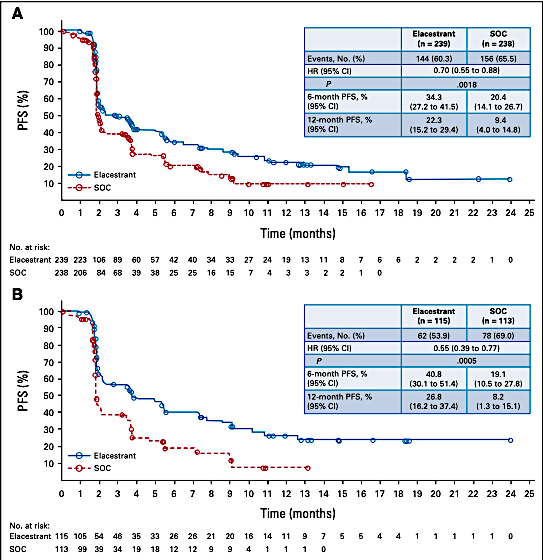 A
Elacestrant SOC
(n = 239) (n = 238)
Events, No. (%) 144 (60.3) 156 (65.5)
HR (95% CI) 0.70 (0.55 to 0.88)
P .0018
6-month PFS, % 34.3 20.4
(95% CI) (27.2 to 41.5) (14.1 to 26.7)
12-month PFS, % 22.3 9.4
(95% CI) (15.2 to 29.4) (4.0 to 14.8)
PFS (%)
100
90
80
70
60
50
40
30
20
10
Elacestrant
SOC
0 1 2 3 4 5 6 7 8 9 10 11 12 13 14 15 16 17 18 19 20 21 22 23 24 25
Time (months)
No. at risk:
Elacestrant 239 223 106 89 60 57 42 40 34 33 27 24 19 13 11 8 7 6 6 2 2 2 2 1 0
SOC 238 206 84 68 39 38 25 25 16 15 7 4 3 3 2 2 1 0
B
Elacestrant SOC
(n = 115) (n = 113)
Events, No. (%) 62 (53.9) 78 (69.0)
HR (95% CI) 0.55 (0.39 to 0.77)
P .0005
6-month PFS, % 40.8 19.1
(95% CI) (30.1 to 51.4) (10.5 to 27.8)
12-month PFS, % 26.8 8.2
(95% CI) (16.2 to 37.4) (1.3 to 15.1)
PFS (%)
100
90
80
70
60
50
40
30
20
10
Elacestrant
SOC
0 1 2 3 4 5 6 7 8 9 10 11 12 13 14 15 16 17 18 19 20 21 22 23 24 25
Time (months)
No. at risk:
Elacestrant 115 105 54 46 35 33 26 26 21 20 16 14 11 9 7 5 5 4 4 1 1 1 1 1 0
SOC 113 99 39 34 19 18 12 12 9 9 4 1 1 1 0